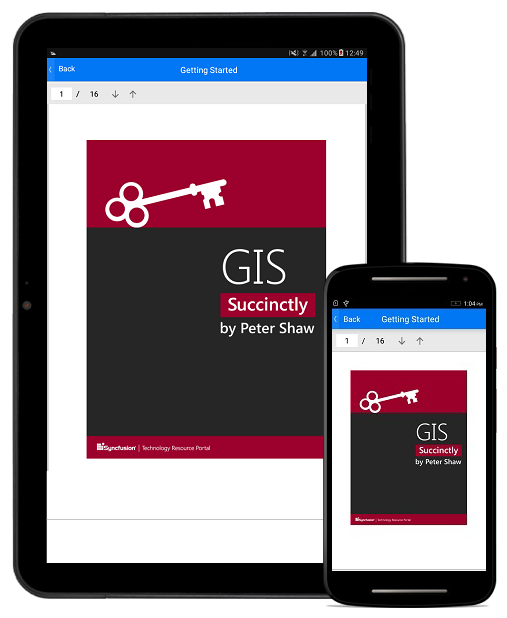 100% 12:49
Back Getting Started
1 / 16
GIS
Succinctly
by Peter Shaw
Syncfusion | Technology Resource Portal
1:04 PM
Back Getting Started
1 / 16
GIS
Succinctly
by Peter Shaw
Syncfusion | Technology Resource Portal